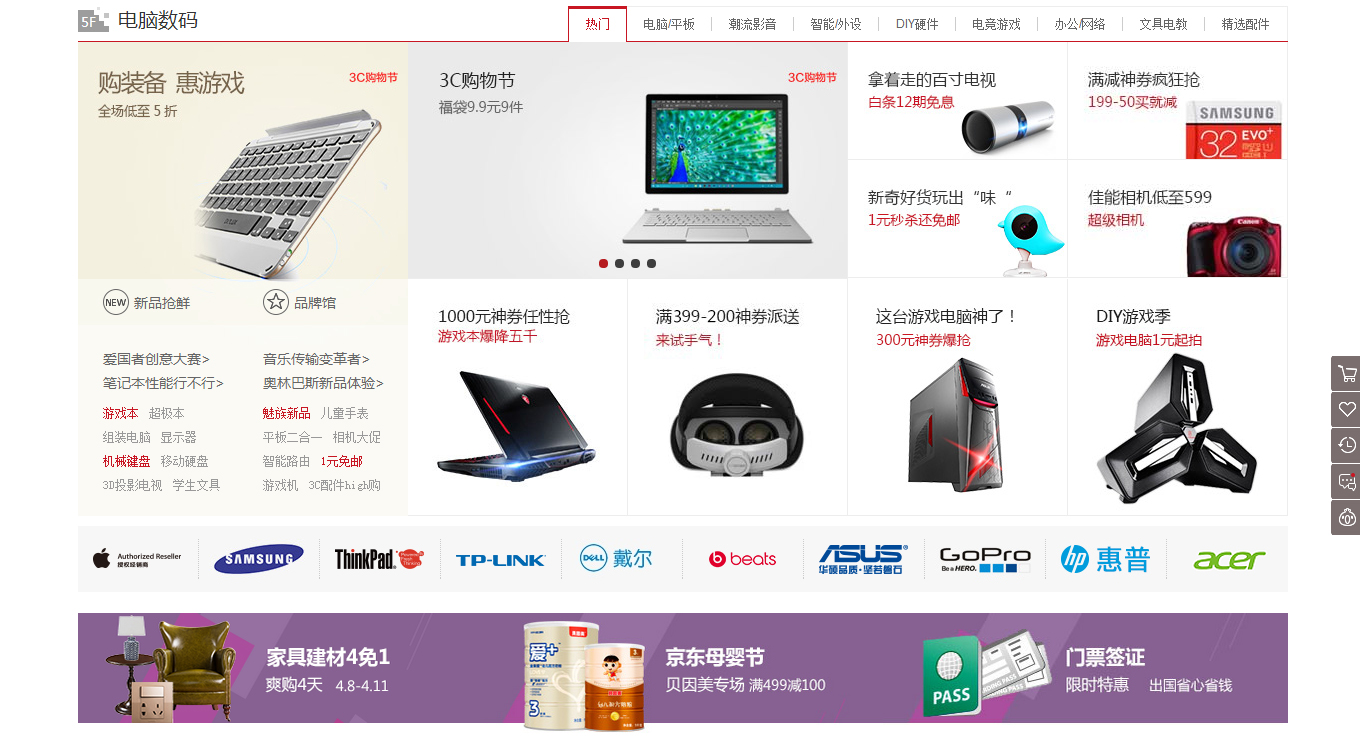 5F 电脑数码
热门 电脑/平板 潮流影音 智能/外设 DIY硬件 电竞游戏 办公/网络 文具电教 精选配件
购装备 惠游戏
3C购物节
全场低至 5 折
3C购物节
3C购物节
福袋9.9元9件
拿着走的百寸电视
白条12期免息
满减神券疯狂抢
199-50买就减
SAMSUNG
32 EVO+
新奇好货玩出“味“
1元秒杀还免邮
佳能相机低至599
超级相机
Canon
NEW 新品抢鲜
品牌馆
爱国者创意大赛>
音乐传输变革者>
笔记本性能行不行>
奥林巴斯新品体验>
游戏本 超极本
魅族新品 儿童手表
组装电脑 显示器
平板二合一 相机大促
机械键盘 移动硬盘
智能路由 1元免邮
3D投影电视 学生文具
游戏机 3C配件high购
1000元神券任性抢
游戏本爆降五千
满399-200神券派送
来试手气！
这台游戏电脑神了！
300元神券爆抢
DIY游戏季
游戏电脑1元起拍
Authorized Reseller
授权经销商
SAMSUNG
ThinkPad
TP-LINK
DELL 戴尔
beats
ASUS
华硕品质·坚若磐石
GoPro
Be a HERO.
hp 惠普
acer
家具建材4免1
爽购4天 4.8-4.11
爱+
3段
京东母婴节
贝因美专场 满499减100
PASS
门票签证
限时特惠 出国省心省钱